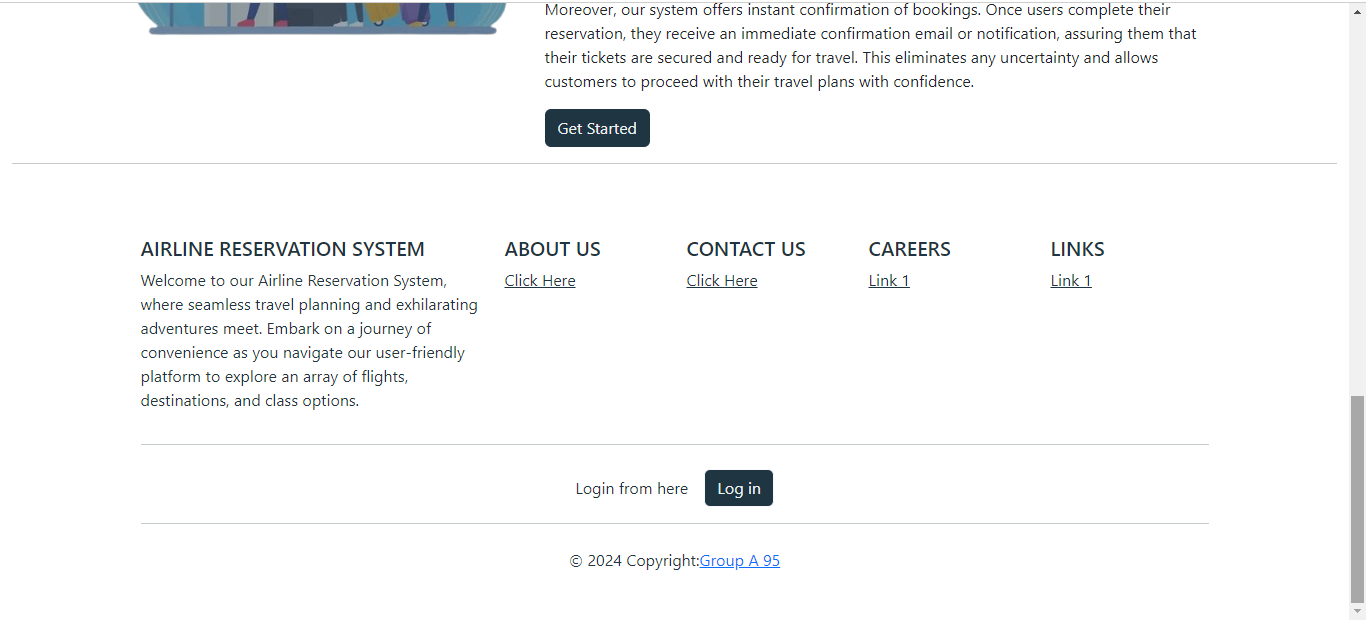 Moreover, our system offers instant confirmation of bookings. Once users complete their
reservation, they receive an immediate confirmation email or notification, assuring them that
their tickets are secured and ready for travel. This eliminates any uncertainty and allows
customers to proceed with their travel plans with confidence.
Get Started
AIRLINE RESERVATION SYSTEM
Welcome to our Airline Reservation System,
where seamless travel planning and exhilarating
adventures meet. Embark on a journey of
convenience as you navigate our user-friendly
platform to explore an array of flights,
destinations, and class options.
ABOUT US
Click Here
CONTACT US
Click Here
CAREERS
Link 1
LINKS
Link 1
Login from here Log in
© 2024 Copyright:Group A 95